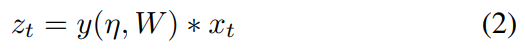 z_t = y(η, W) * x_t (2)